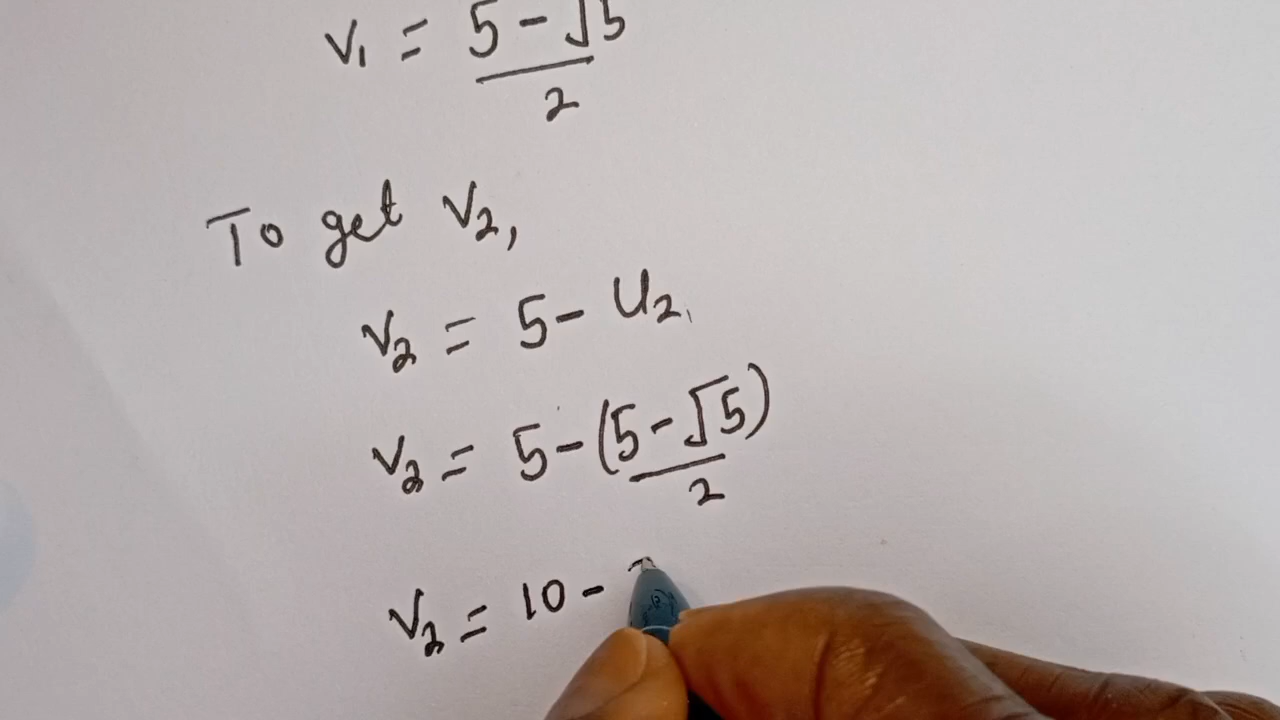 V₁ = (5 - √5)/2
To get V₂,
V₂ = 5 - U₂
V₂ = 5 - (5 - √5)/2
V₂ = 10 -